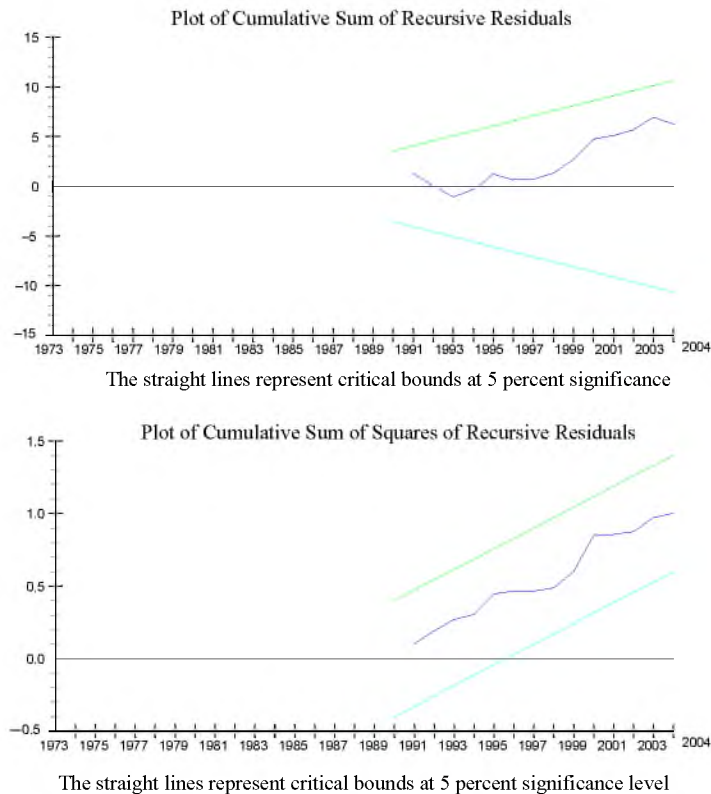 Plot of Cumulative Sum of Recursive Residuals
15
10
5
0
−5
−10
−15
1973 1975 1977 1979 1981 1983 1985 1987 1989 1991 1993 1995 1997 1999 2001 2003 2004
The straight lines represent critical bounds at 5 percent significance
Plot of Cumulative Sum of Squares of Recursive Residuals
1.5
1.0
0.5
0.0
−0.5
1973 1975 1977 1979 1981 1983 1985 1987 1989 1991 1993 1995 1997 1999 2001 2003 2004
The straight lines represent critical bounds at 5 percent significance level